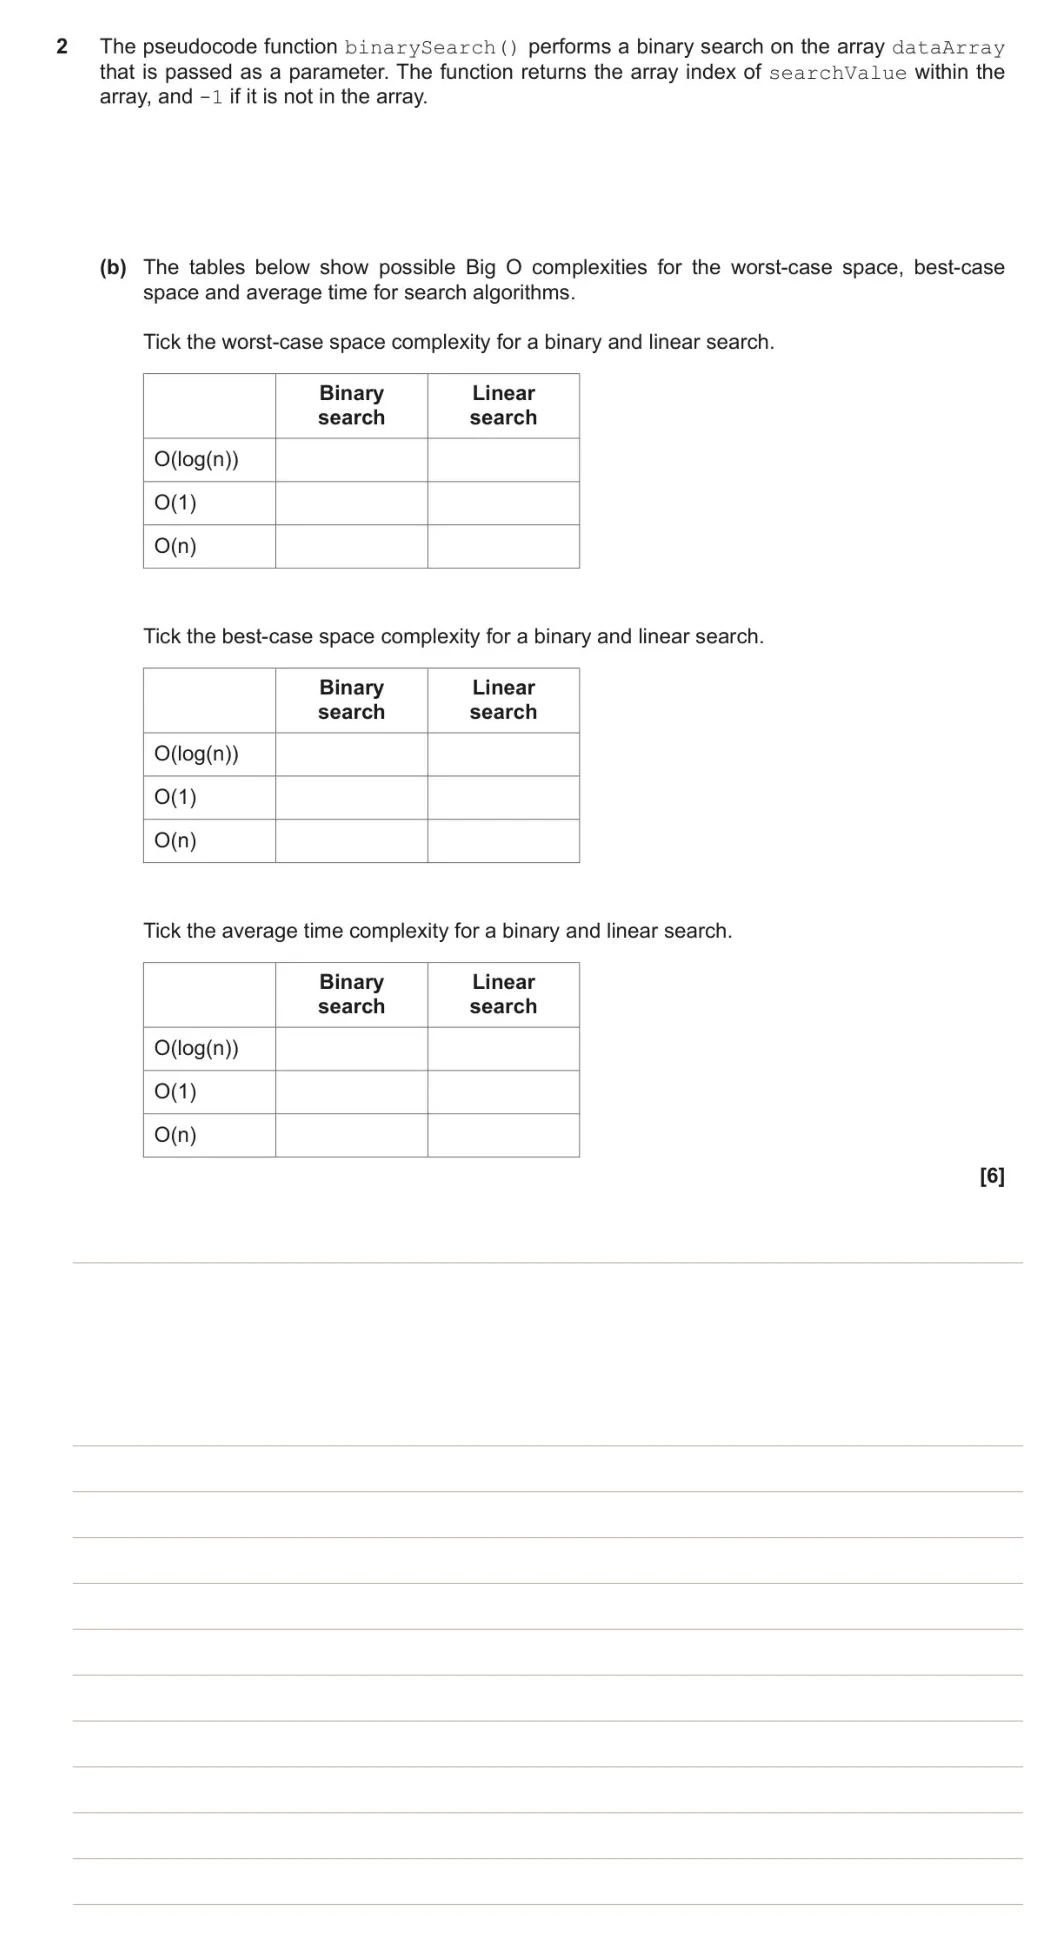 2 The pseudocode function binarySearch() performs a binary search on the array dataArray
that is passed as a parameter. The function returns the array index of searchValue within the
array, and -1 if it is not in the array.
(b) The tables below show possible Big O complexities for the worst-case space, best-case
space and average time for search algorithms.
Tick the worst-case space complexity for a binary and linear search.
Binary search Linear search
O(log(n))
O(1)
O(n)
Tick the best-case space complexity for a binary and linear search.
Binary search Linear search
O(log(n))
O(1)
O(n)
Tick the average time complexity for a binary and linear search.
Binary search Linear search
O(log(n))
O(1)
O(n)
[6]